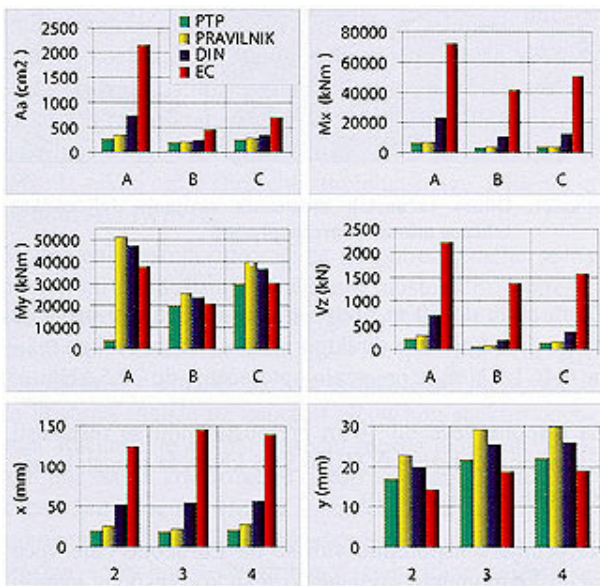 PTP
PRAVILNIK
DIN
EC
Aa (cm2 )
2500
2000
1500
1000
500
0
A B C
Mx (kNm )
80000
60000
40000
20000
0
A B C
My (kNm )
50000
40000
30000
20000
10000
0
A B C
Vz (kN)
2500
2000
1500
1000
500
0
A B C
x (mm)
150
100
50
0
2 3 4
y (mm)
30
20
10
0
2 3 4